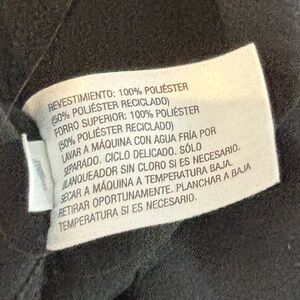 REVESTIMIENTO: 100% POLIÉSTER
(50% POLIÉSTER RECICLADO)
FORRO SUPERIOR: 100% POLIÉSTER
(50% POLIÉSTER RECICLADO)
LAVAR A MÁQUINA CON AGUA FRÍA POR
SEPARADO. CICLO DELICADO. SÓLO
BLANQUEADOR SIN CLORO SI ES NECESARIO.
SECAR A MÁQUINA A TEMPERATURA BAJA.
RETIRAR OPORTUNAMENTE. PLANCHAR A BAJA
TEMPERATURA SI ES NECESARIO.